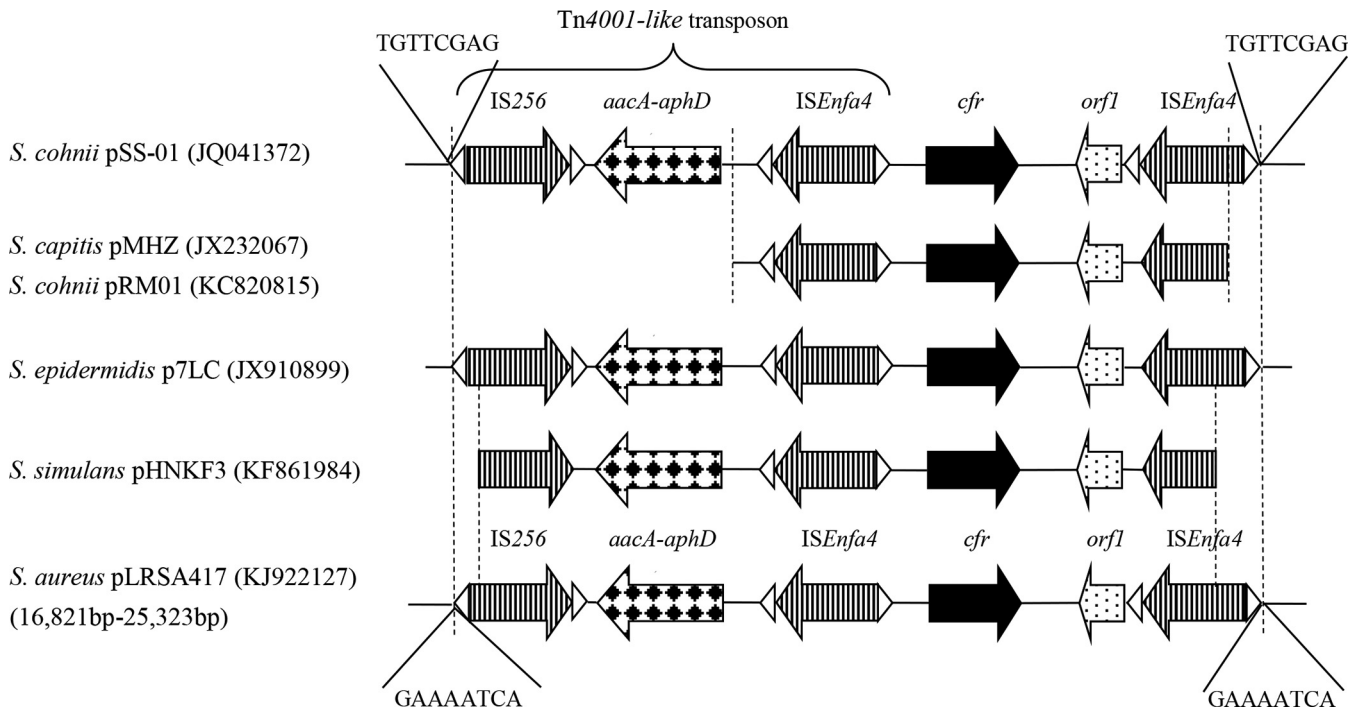 Tn4001-like transposon
TGTTCGAG
TGTTCGAG
IS256 aacA-aphD ISEnfa4 cfr orf1 ISEnfa4
S. cohnii pSS-01 (JQ041372)
S. capitis pMHZ (JX232067)
S. cohnii pRM01 (KC820815)
S. epidermidis p7LC (JX910899)
S. simulans pHNKF3 (KF861984)
IS256 aacA-aphD ISEnfa4 cfr orf1 ISEnfa4
S. aureus pLRSA417 (KJ922127)
(16,821bp-25,323bp)
GAAAATCA
GAAAATCA